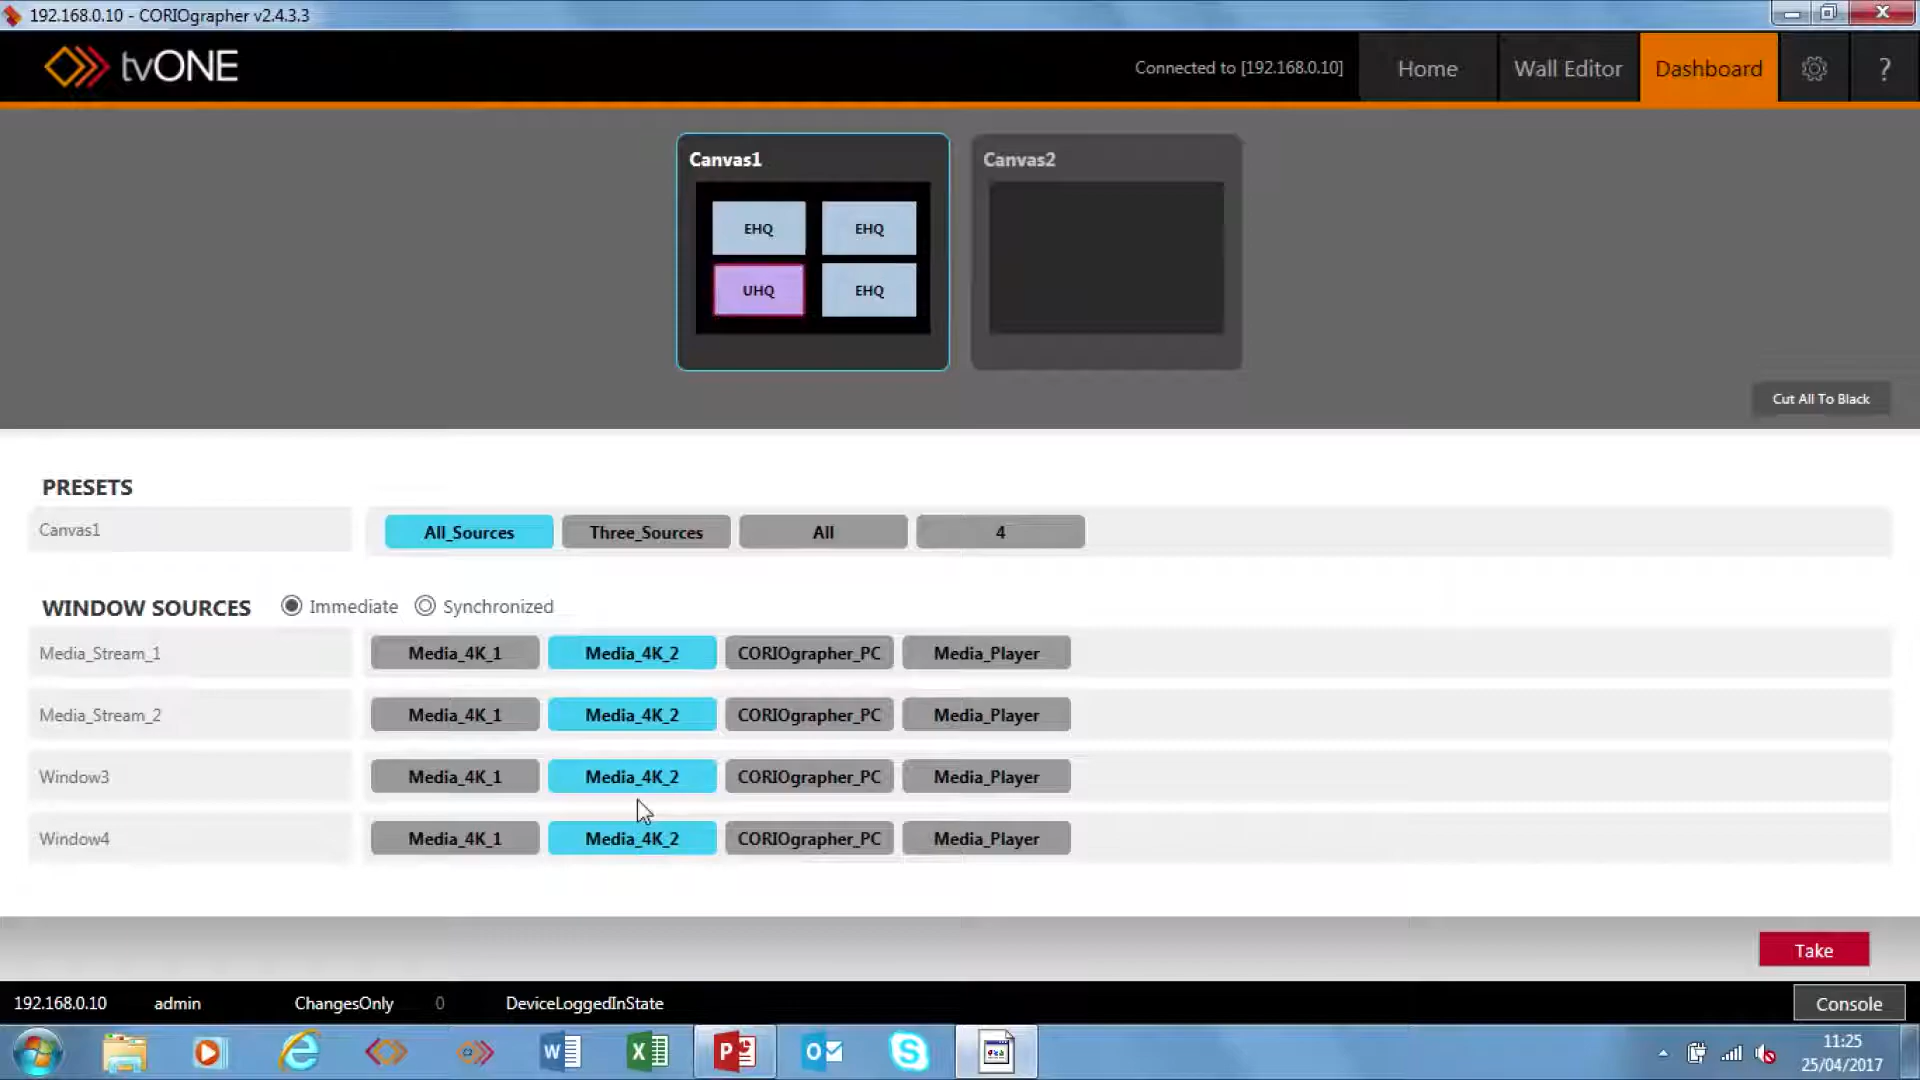 192.168.0.10 - CORIOgrapher v2.4.3.3
tvONE
Connected to [192.168.0.10]
Home
Wall Editor
Dashboard
?
Canvas1
Canvas2
EHQ EHQ
UHQ EHQ
Cut All To Black
PRESETS
Canvas1 All_Sources Three_Sources All 4
WINDOW SOURCES Immediate Synchronized
Media_Stream_1 Media_4K_1 Media_4K_2 CORIOgrapher_PC Media_Player
Media_Stream_2 Media_4K_1 Media_4K_2 CORIOgrapher_PC Media_Player
Window3 Media_4K_1 Media_4K_2 CORIOgrapher_PC Media_Player
Window4 Media_4K_1 Media_4K_2 CORIOgrapher_PC Media_Player
Take
192.168.0.10 admin ChangesOnly 0 DeviceLoggedInState Console
11:25
25/04/2017